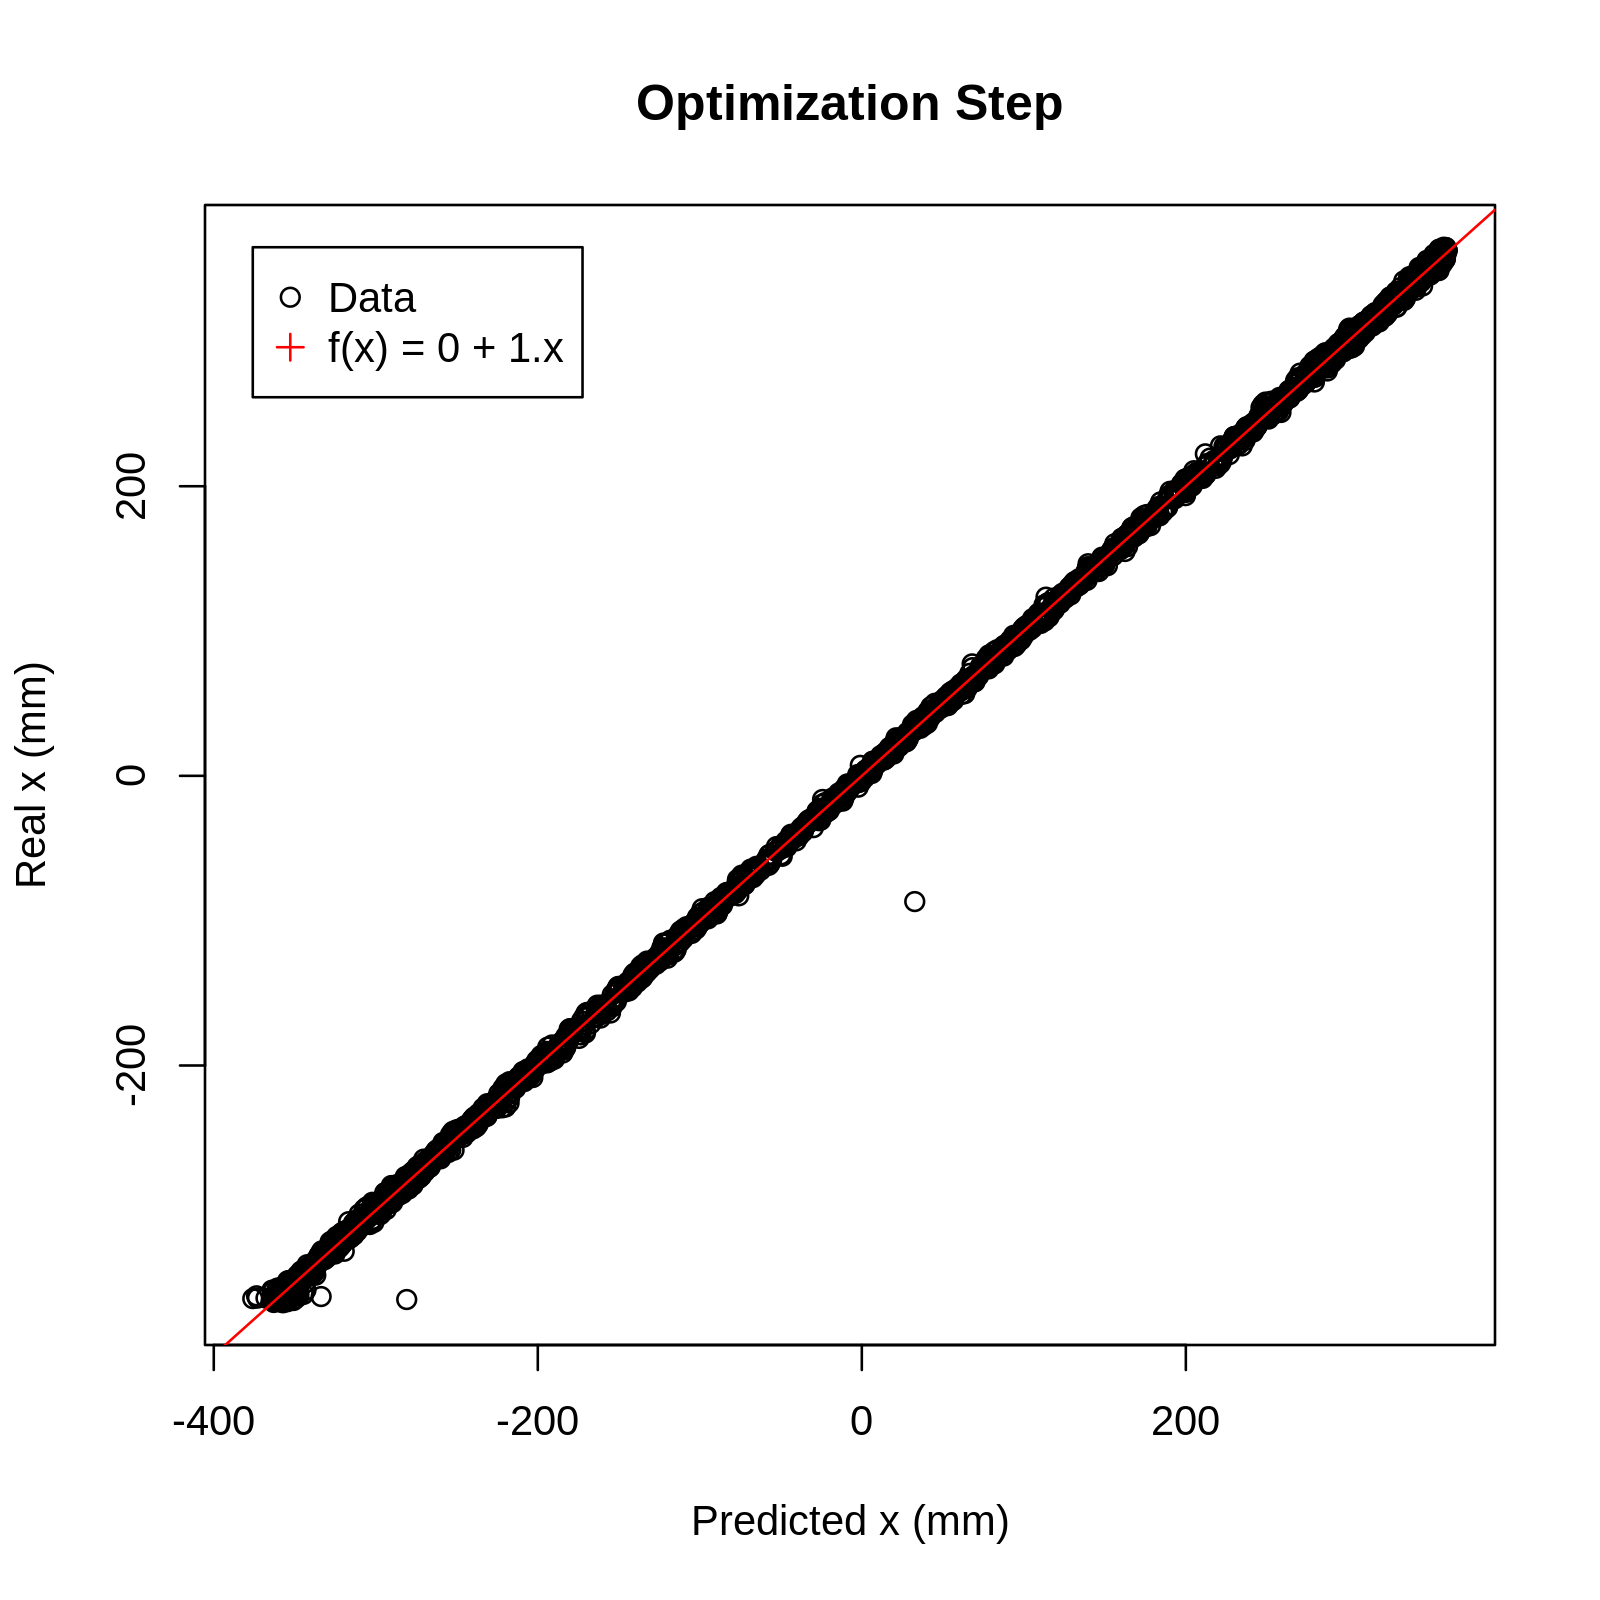 Optimization Step
Data
f(x) = 0 + 1.x
200
0
-200
Real x (mm)
-400
-200
0
200
Predicted x (mm)